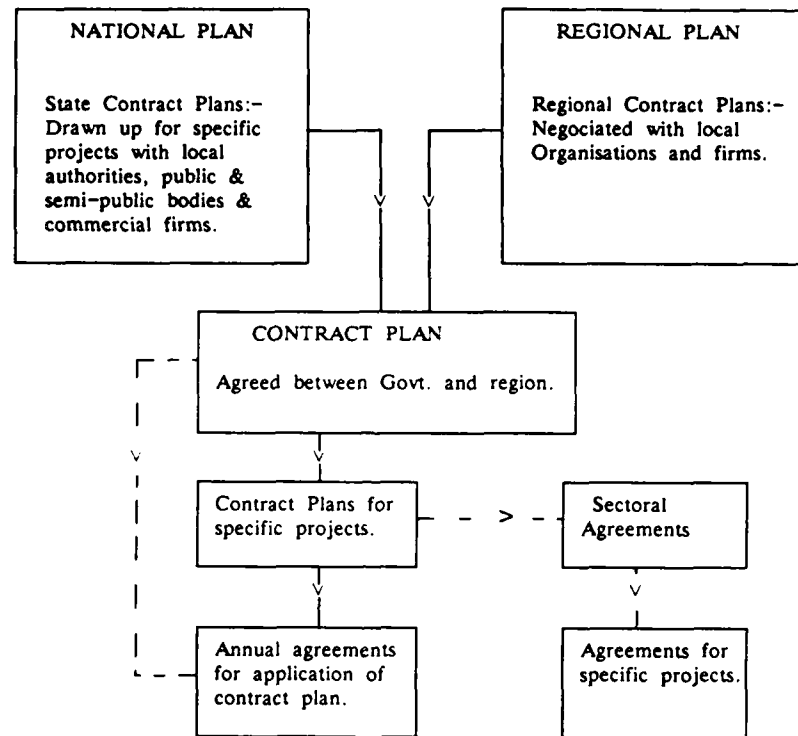 NATIONAL PLAN
State Contract Plans:-
Drawn up for specific
projects with local
authorities, public &
semi-public bodies &
commercial firms.
REGIONAL PLAN
Regional Contract Plans:-
Negociated with local
Organisations and firms.
CONTRACT PLAN
Agreed between Govt. and region.
Contract Plans for
specific projects.
Sectoral
Agreements
Annual agreements
for application of
contract plan.
Agreements for
specific projects.